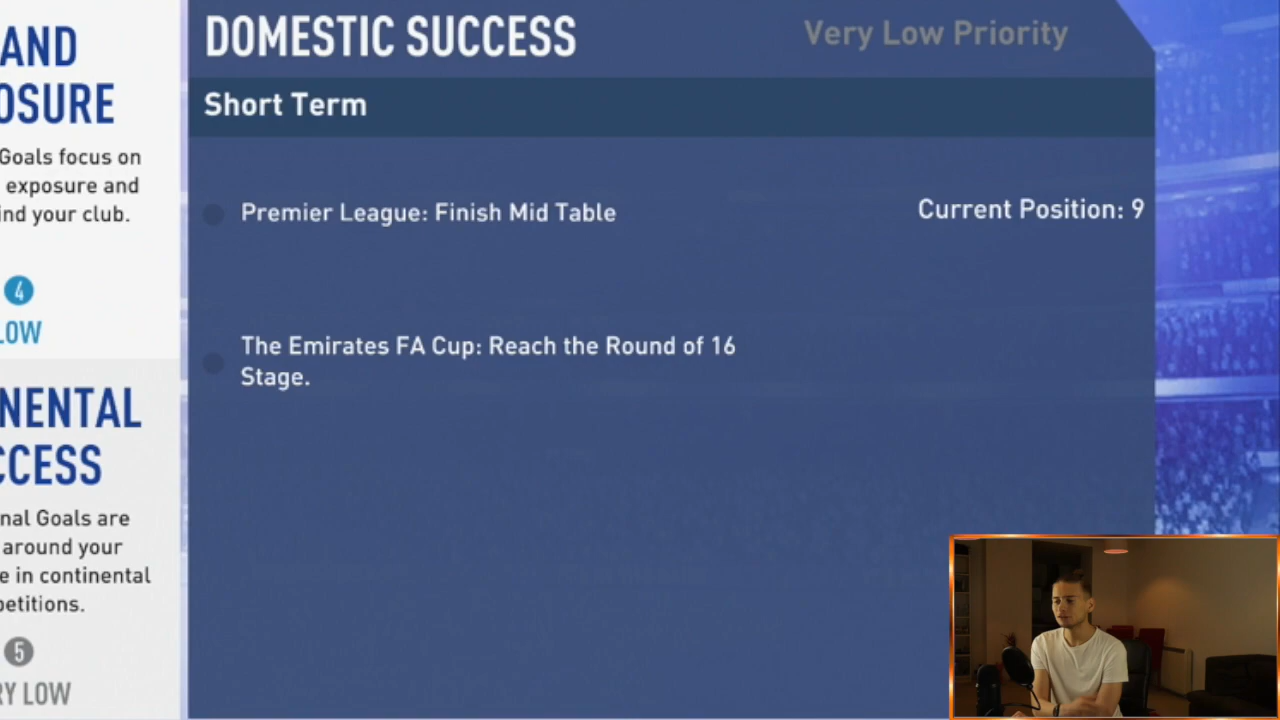 AND
OSURE
Goals focus on
exposure and
ind your club.
4
LOW
NENTAL
CCESS
nal Goals are
around your
e in continental
petitions.
5
RY LOW
DOMESTIC SUCCESS
Very Low Priority
Short Term
Premier League: Finish Mid Table
Current Position: 9
The Emirates FA Cup: Reach the Round of 16
Stage.